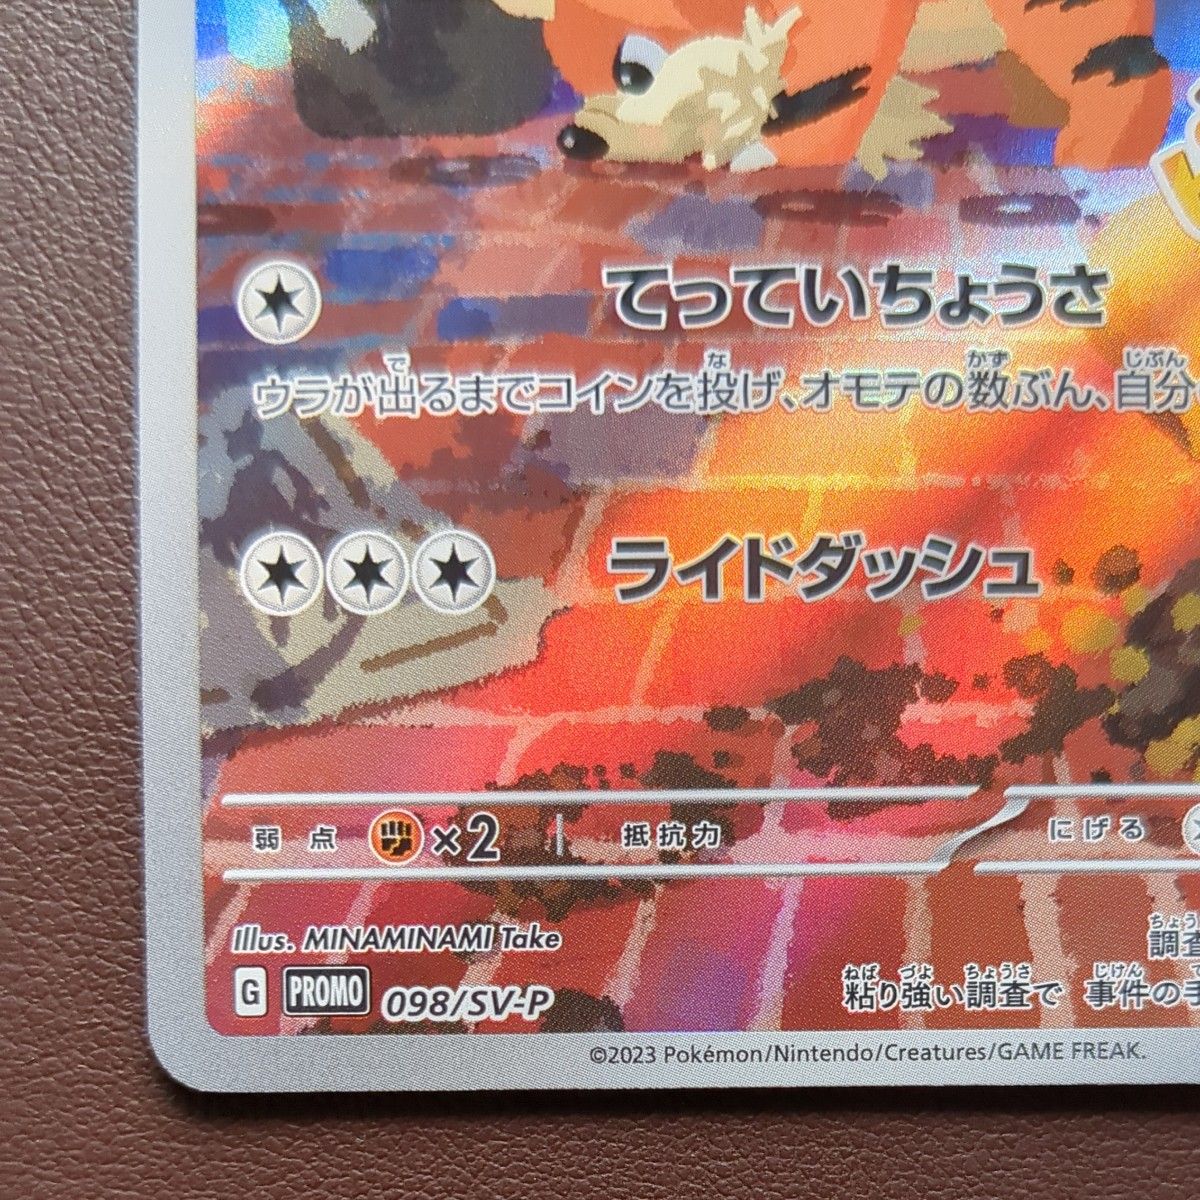 てっていちょうさ
ウラが出るまでコインを投げ、オモテの数ぶん、自分
ライドダッシュ
弱点 ×2 抵抗力 にげる
Illus. MINAMINAMI Take
調査
G PROMO 098/SV-P
粘り強い調査で 事件の手
©2023 Pokémon/Nintendo/Creatures/GAME FREAK.